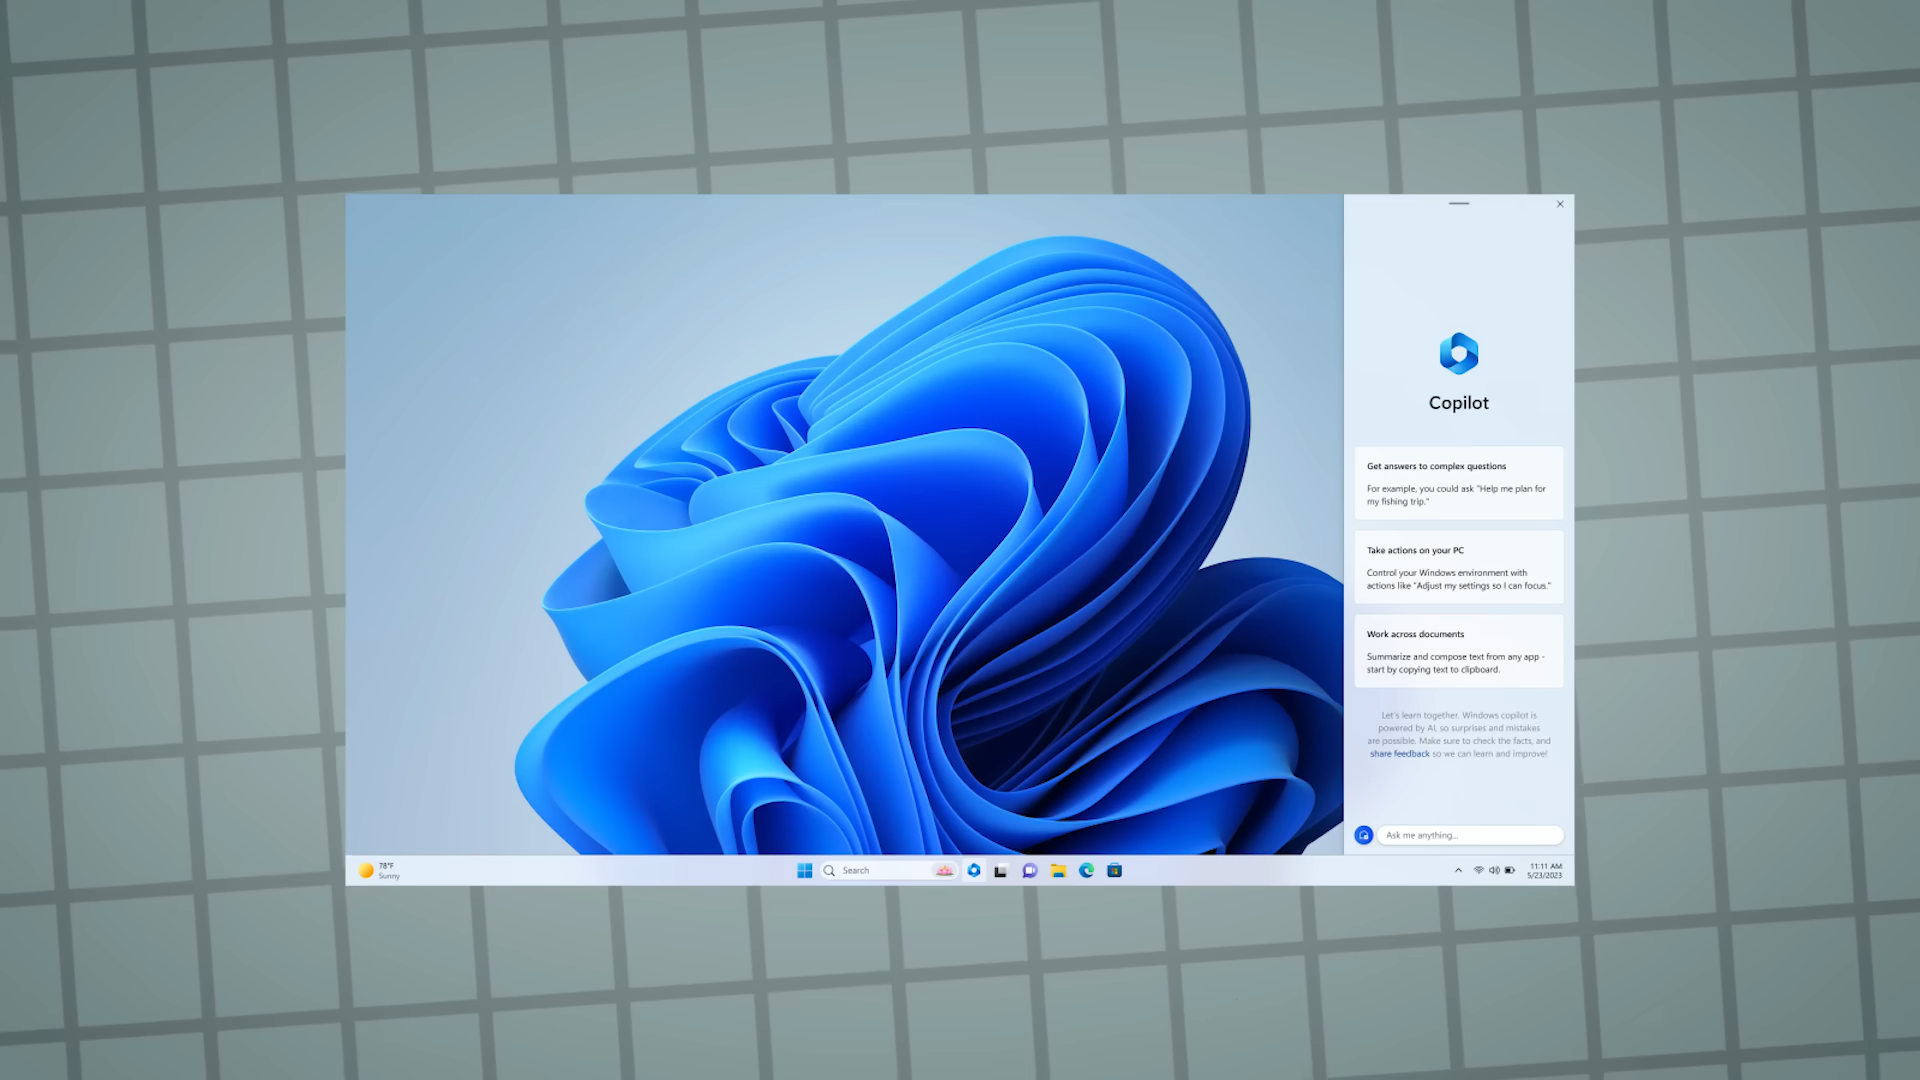 Copilot
Get answers to complex questions
For example, you could ask "Help me plan for
my fishing trip."
Take actions on your PC
Control your Windows environment with
actions like "Adjust my settings so I can focus."
Work across documents
Summarize and compose text from any app -
start by copying text to clipboard.
Let's learn together. Windows copilot is
powered by AI, so surprises and mistakes
are possible. Make sure to check the facts, and
share feedback so we can learn and improve!
Ask me anything...
78°F
Sunny
Search
11:11 AM
5/23/2023